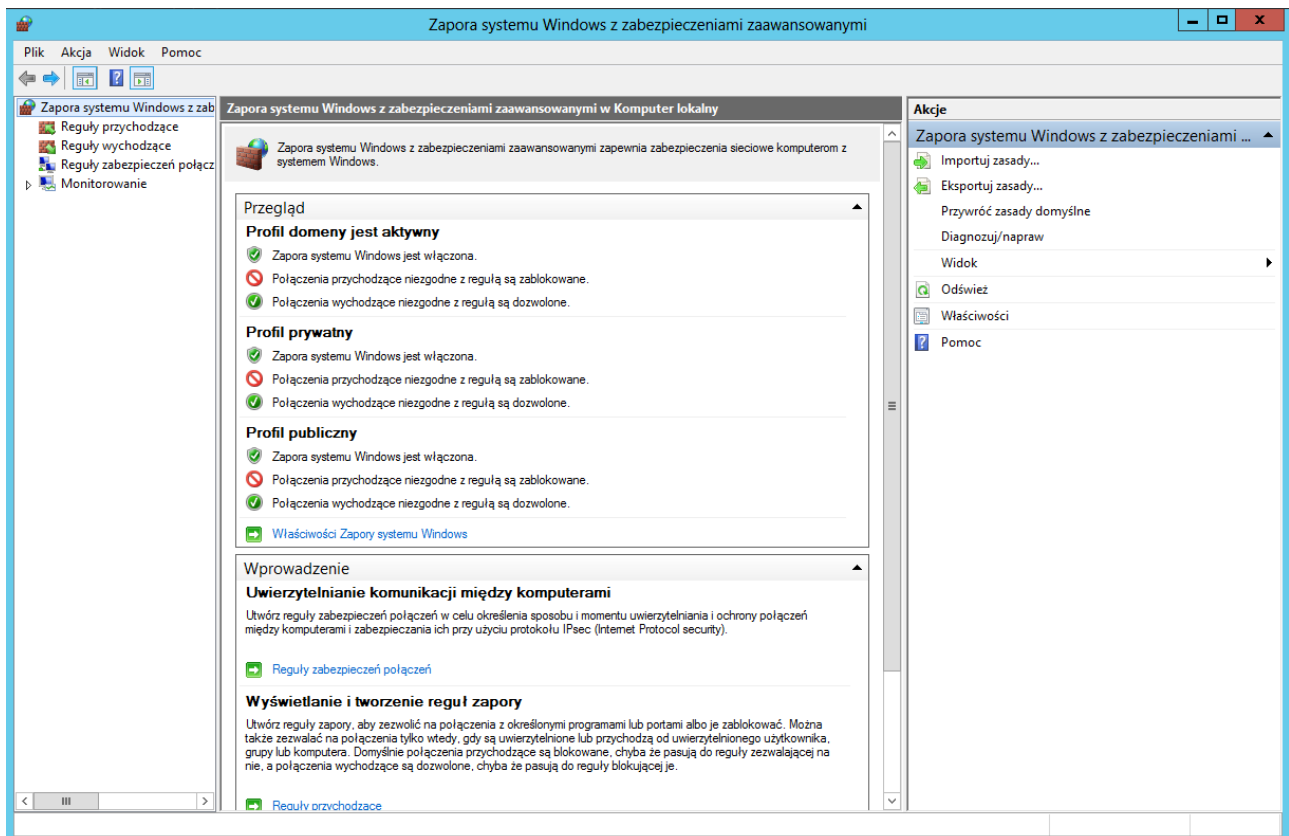 Zapora systemu Windows z zabezpieczeniami zaawansowanymi
Plik Akcja Widok Pomoc
Zapora systemu Windows z zab
Reguły przychodzące
Reguły wychodzące
Reguły zabezpieczeń połącz
Monitorowanie
Zapora systemu Windows z zabezpieczeniami zaawansowanymi w Komputer lokalny
Zapora systemu Windows z zabezpieczeniami zaawansowanymi zapewnia zabezpieczenia sieciowe komputerom z
systemem Windows.
Przegląd
Profil domeny jest aktywny
Zapora systemu Windows jest włączona.
Połączenia przychodzące niezgodne z regułą są zablokowane.
Połączenia wychodzące niezgodne z regułą są dozwolone.
Profil prywatny
Zapora systemu Windows jest włączona.
Połączenia przychodzące niezgodne z regułą są zablokowane.
Połączenia wychodzące niezgodne z regułą są dozwolone.
Profil publiczny
Zapora systemu Windows jest włączona.
Połączenia przychodzące niezgodne z regułą są zablokowane.
Połączenia wychodzące niezgodne z regułą są dozwolone.
Właściwości Zapory systemu Windows
Wprowadzenie
Uwierzytelnianie komunikacji między komputerami
Utwórz reguły zabezpieczeń połączeń w celu określenia sposobu i momentu uwierzytelniania i ochrony połączeń
między komputerami i zabezpieczania ich przy użyciu protokołu IPsec (Internet Protocol security).
Reguły zabezpieczeń połączeń
Wyświetlanie i tworzenie reguł zapory
Utwórz reguły zapory, aby zezwolić na połączenia z określonymi programami lub portami albo je zablokować. Można
także zezwalać na połączenia tylko wtedy, gdy są uwierzytelnione lub przychodzą od uwierzytelnionego użytkownika,
grupy lub komputera. Domyślnie połączenia przychodzące są blokowane, chyba że pasują do reguły zezwalającej na
nie, a połączenia wychodzące są dozwolone, chyba że pasują do reguły blokującej je.
Reguły przychodzące
Akcje
Zapora systemu Windows z zabezpieczeniami ...
Importuj zasady...
Eksportuj zasady...
Przywróć zasady domyślne
Diagnozuj/napraw
Widok
Odśwież
Właściwości
Pomoc